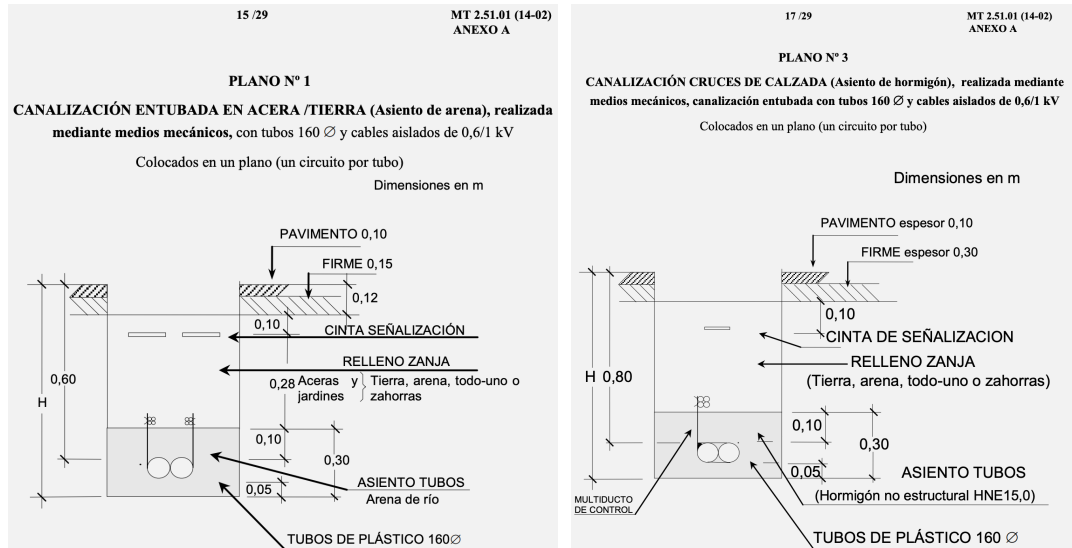 15 /29
MT 2.51.01 (14-02)
ANEXO A
PLANO Nº 1
CANALIZACIÓN ENTUBADA EN ACERA /TIERRA (Asiento de arena), realizada
mediante medios mecánicos, con tubos 160 ∅ y cables aislados de 0,6/1 kV
Colocados en un plano (un circuito por tubo)
Dimensiones en m
PAVIMENTO 0,10
FIRME 0,15
0,12
0,10
CINTA SEÑALIZACIÓN
RELLENO ZANJA
0,60
H
0,28
Aceras y
jardines
Tierra, arena, todo-uno o
zahorras
0,10
0,30
0,05
ASIENTO TUBOS
Arena de río
TUBOS DE PLÁSTICO 160∅
17 /29
MT 2.51.01 (14-02)
ANEXO A
PLANO Nº 3
CANALIZACIÓN CRUCES DE CALZADA (Asiento de hormigón), realizada mediante
medios mecánicos, canalización entubada con tubos 160 ∅ y cables aislados de 0,6/1 kV
Colocados en un plano (un circuito por tubo)
Dimensiones en m
PAVIMENTO espesor 0,10
FIRME espesor 0,30
0,10
CINTA DE SEÑALIZACION
RELLENO ZANJA
(Tierra, arena, todo-uno o zahorras)
H 0,80
0,10
0,30
0,05
ASIENTO TUBOS
(Hormigón no estructural HNE15,0)
MULTIDUCTO
DE CONTROL
TUBOS DE PLÁSTICO 160 ∅